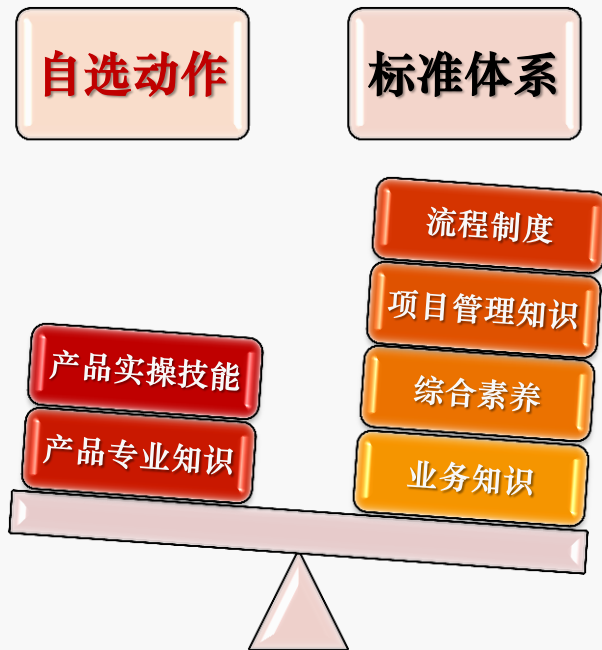 自选动作
标准体系
流程制度
项目管理知识
产品实操技能
综合素养
产品专业知识
业务知识